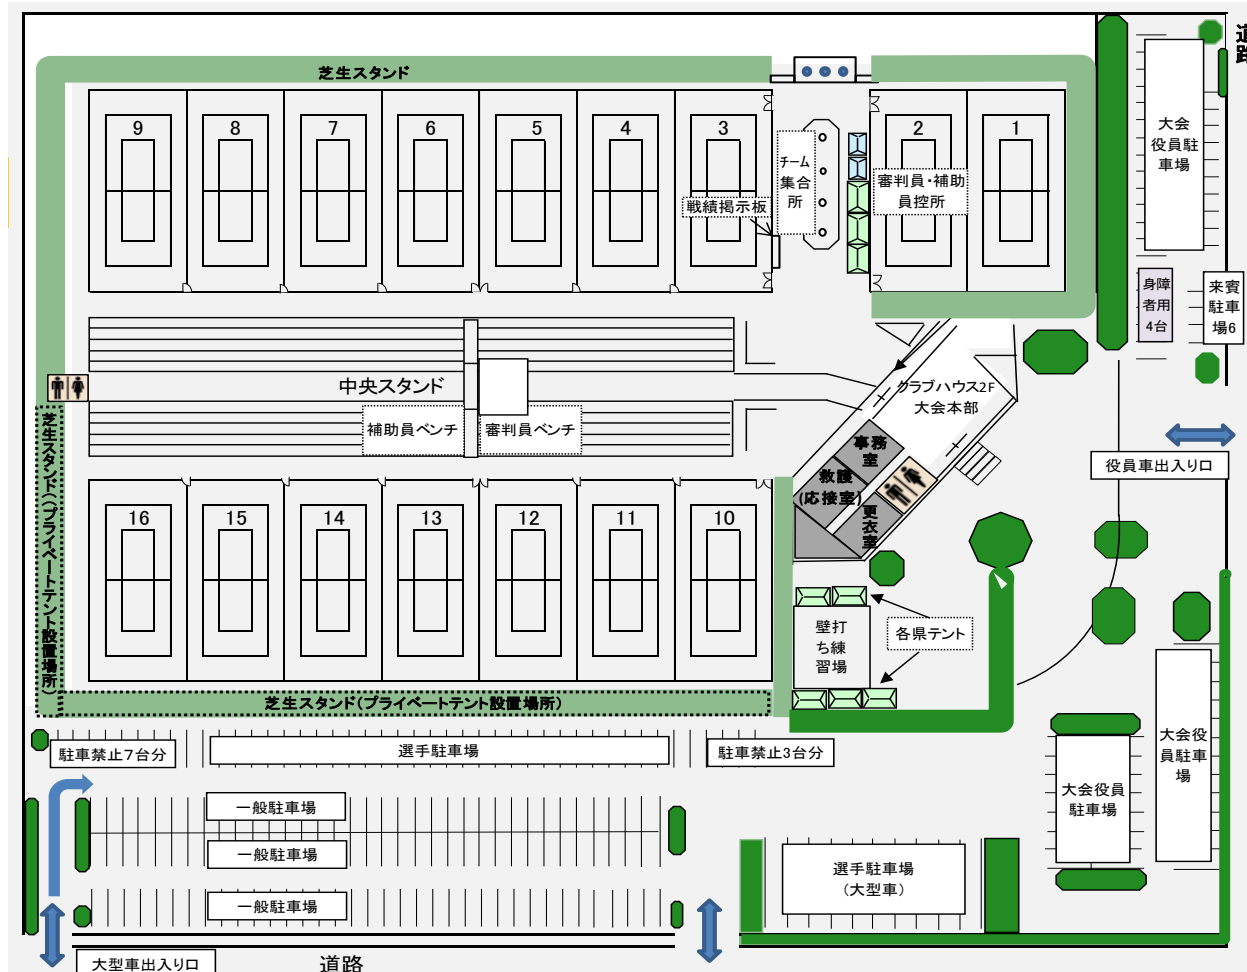 道路
芝生スタンド
9
8
7
6
5
4
3
2
1
大会
役員駐
車場
チーム
集合
所
審判員・補助
員控所
戦績掲示板
身障
者用
4台
来賓
駐車
場6
中央スタンド
クラブハウス2F
大会本部
補助員ベンチ
審判員ベンチ
事務
室
役員車出入り口
救護
(応接室)
更衣
室
芝生スタンド((プライベートテント設置場所)
16
15
14
13
12
11
10
壁打
ち練
習場
各県テント
芝生スタンド(プライベートテント設置場所)
駐車禁止7台分
選手駐車場
駐車禁止3台分
大会役
員駐車
場
大会役員
駐車場
一般駐車場
一般駐車場
一般駐車場
選手駐車場
(大型車)
大型車出入り口
道路